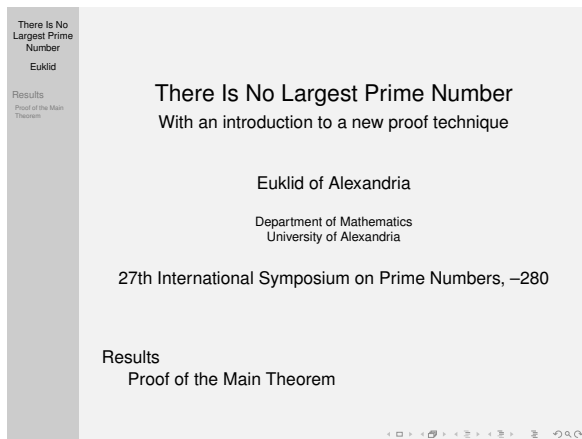 There Is No
Largest Prime
Number
Euklid
Results
Proof of the Main
Theorem
There Is No Largest Prime Number
With an introduction to a new proof technique
Euklid of Alexandria
Department of Mathematics
University of Alexandria
27th International Symposium on Prime Numbers, –280
Results
Proof of the Main Theorem